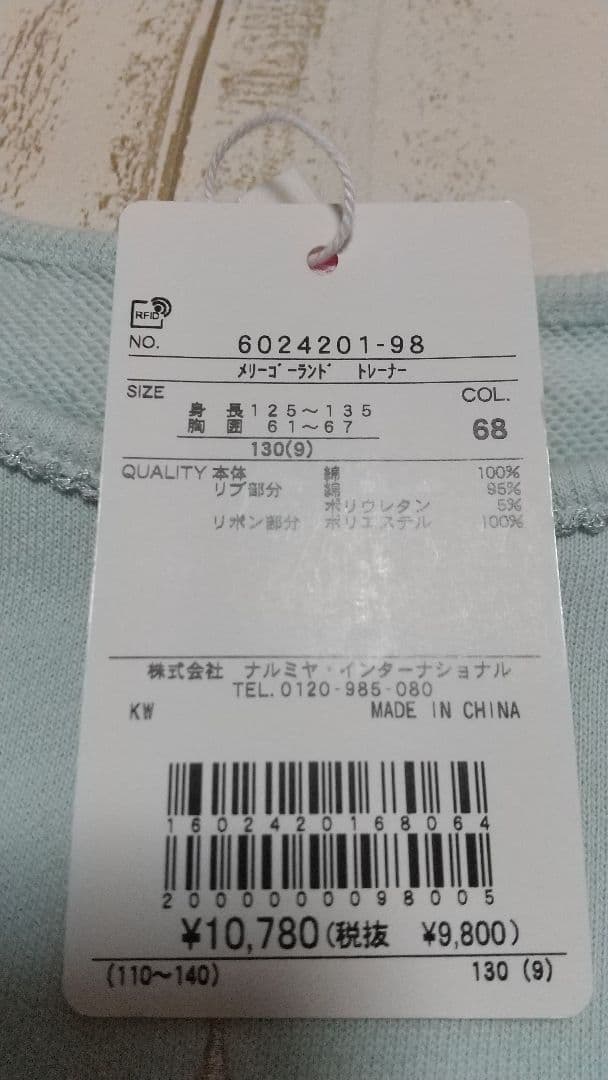 RFID
NO. 6024201-98
ﾒﾘｰｺﾞｰﾗﾝﾄﾞ ﾄﾚｰﾅｰ
SIZE COL.
身 長 125～135
胸 囲 61～67 68
130(9)
QUALITY 本体 綿 100%
リブ部分 綿 95%
ポリウレタン 5%
リボン部分 ポリエステル 100%
株式会社 ナルミヤ・インターナショナル
TEL.0120-985-080
KW MADE IN CHINA
1602420168064
2000000098005
¥10,780(税抜 ¥9,800)
(110～140) 130 (9)